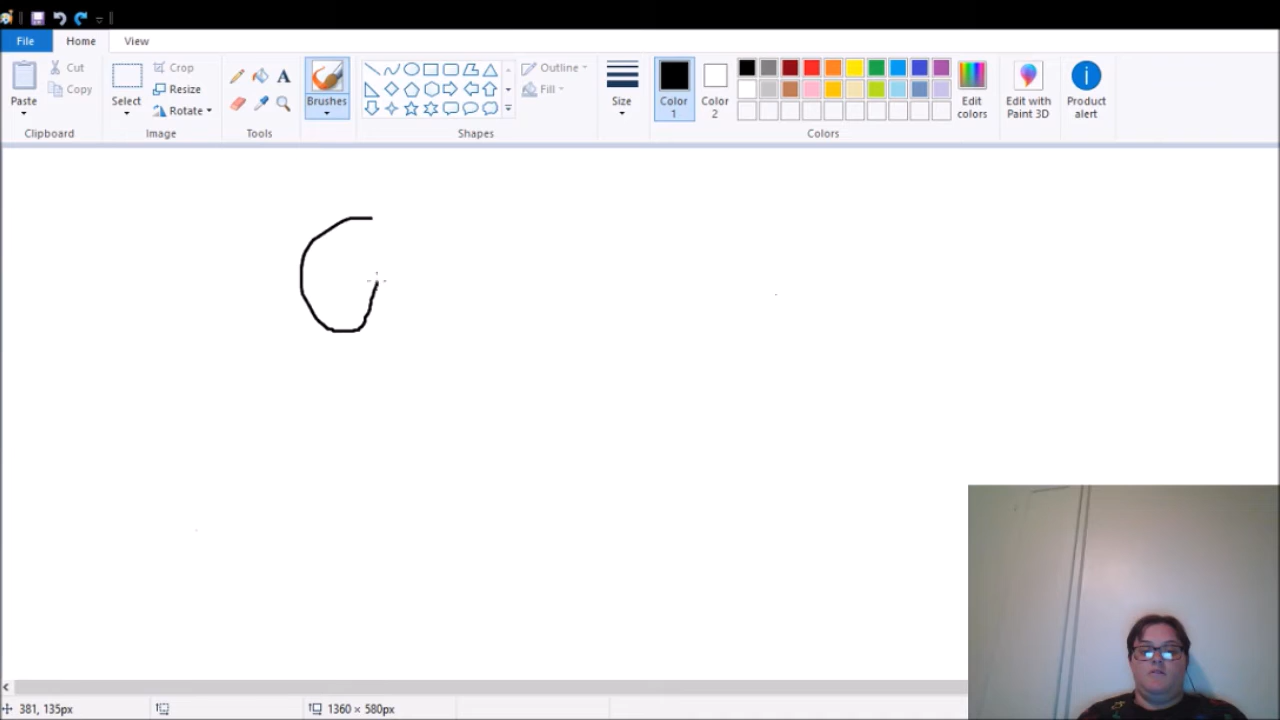 File Home View
Cut
Copy
Paste
Crop
Resize
Rotate
Select
A
Brushes
Outline
Fill
Size
Color 1
Color 2
Edit colors
Edit with Paint 3D
Product alert
Clipboard Image Tools Shapes Colors
381, 135px 1360 × 580px